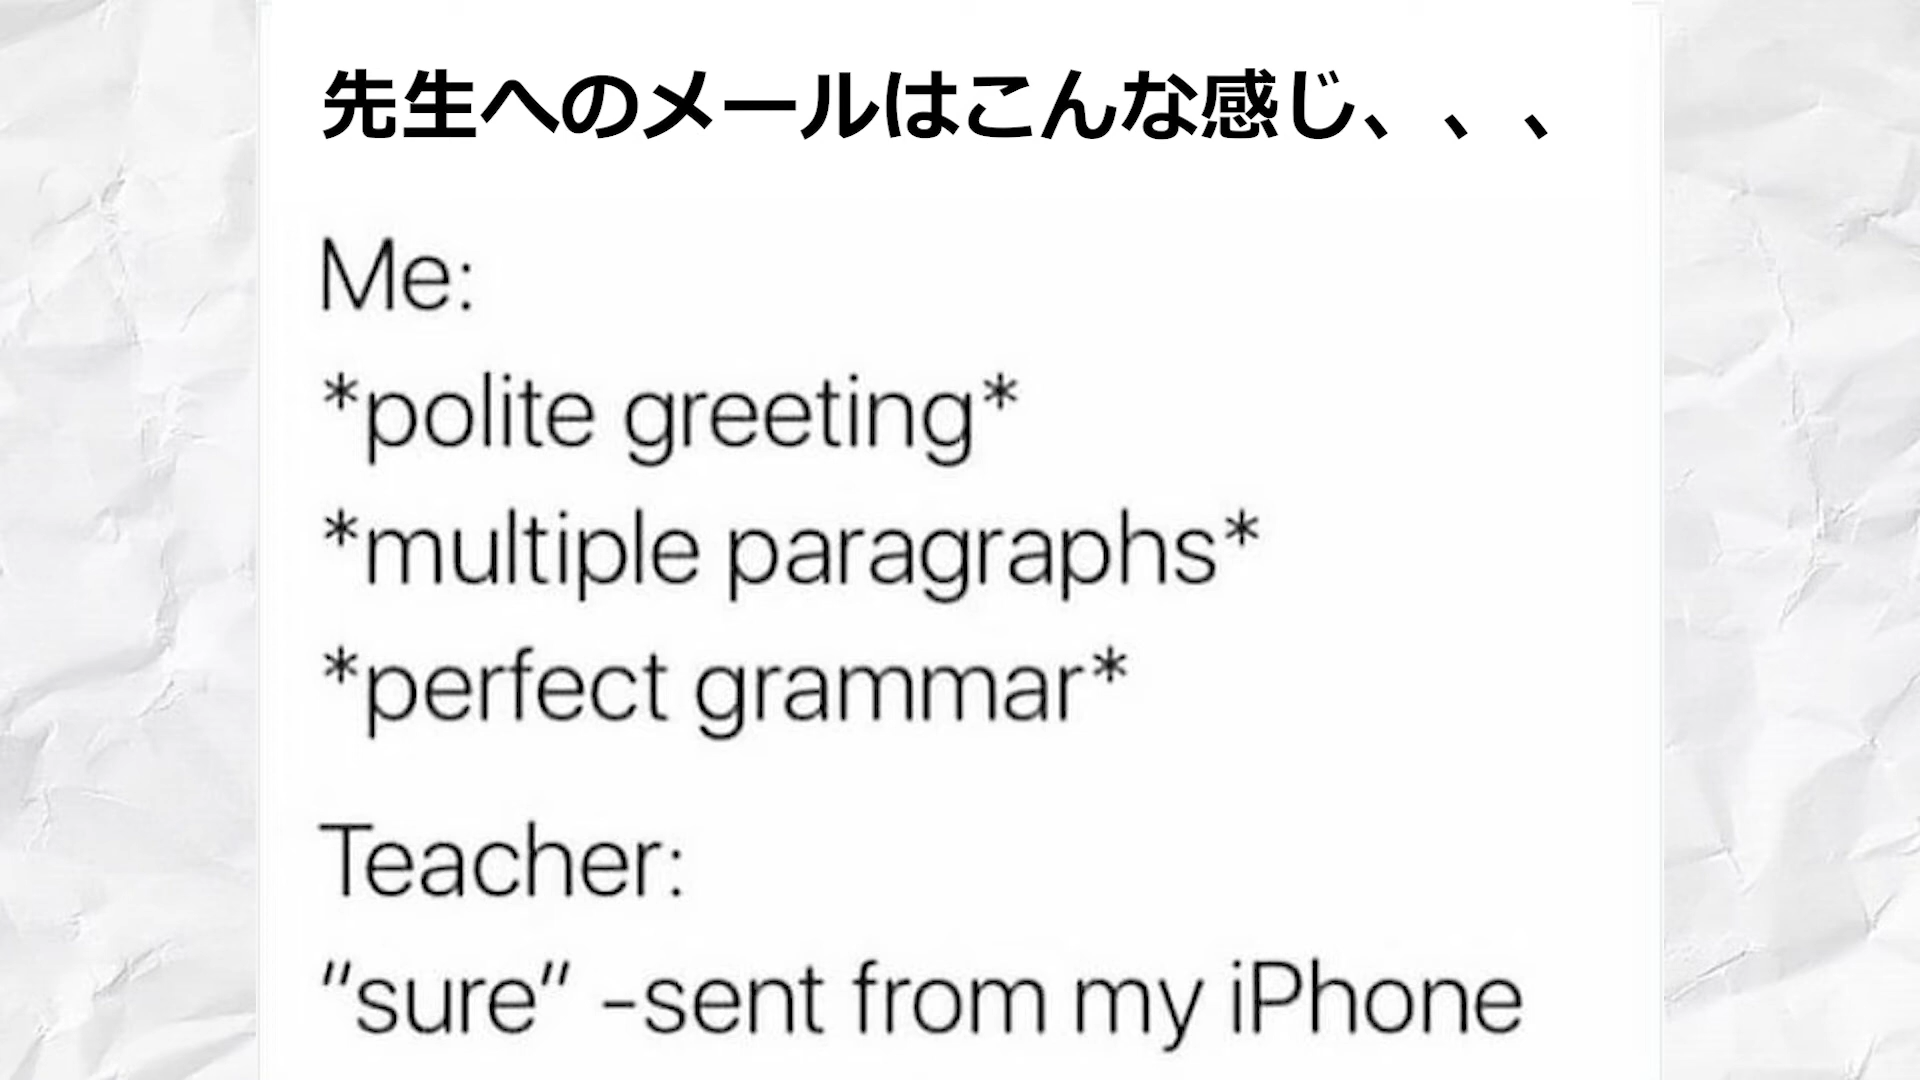 先生へのメールはこんな感じ、、、
Me:
*polite greeting*
*multiple paragraphs*
*perfect grammar*
Teacher:
"sure" -sent from my iPhone